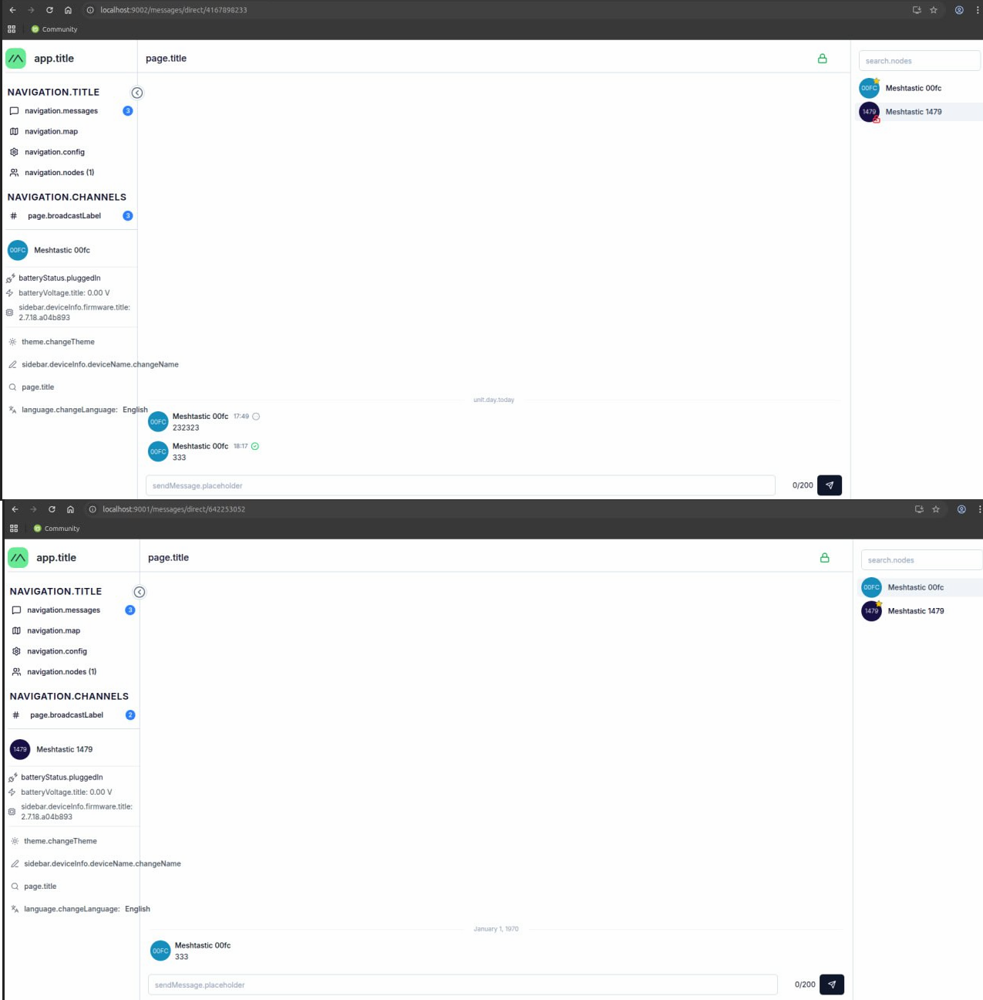 localhost:9002/messages/direct/4167898233
Community
app.title
page.title
search.nodes
00FC Meshtastic 00fc
1479 Meshtastic 1479
NAVIGATION.TITLE
navigation.messages 3
navigation.map
navigation.config
navigation.nodes (1)
NAVIGATION.CHANNELS
# page.broadcastLabel 3
00FC Meshtastic 00fc
batteryStatus.pluggedIn
batteryVoltage.title: 0.00 V
sidebar.deviceInfo.firmware.title:
2.7.18.a04b893
theme.changeTheme
sidebar.deviceInfo.deviceName.changeName
page.title
language.changeLanguage: English
unit.day.today
00FC Meshtastic 00fc 17:49
232323
00FC Meshtastic 00fc 18:17
333
sendMessage.placeholder 0/200
localhost:9001/messages/direct/642253052
Community
app.title
page.title
search.nodes
00FC Meshtastic 00fc
1479 Meshtastic 1479
NAVIGATION.TITLE
navigation.messages 3
navigation.map
navigation.config
navigation.nodes (1)
NAVIGATION.CHANNELS
# page.broadcastLabel 2
1479 Meshtastic 1479
batteryStatus.pluggedIn
batteryVoltage.title: 0.00 V
sidebar.deviceInfo.firmware.title:
2.7.18.a04b893
theme.changeTheme
sidebar.deviceInfo.deviceName.changeName
page.title
language.changeLanguage: English
January 1, 1970
00FC Meshtastic 00fc
333
sendMessage.placeholder 0/200